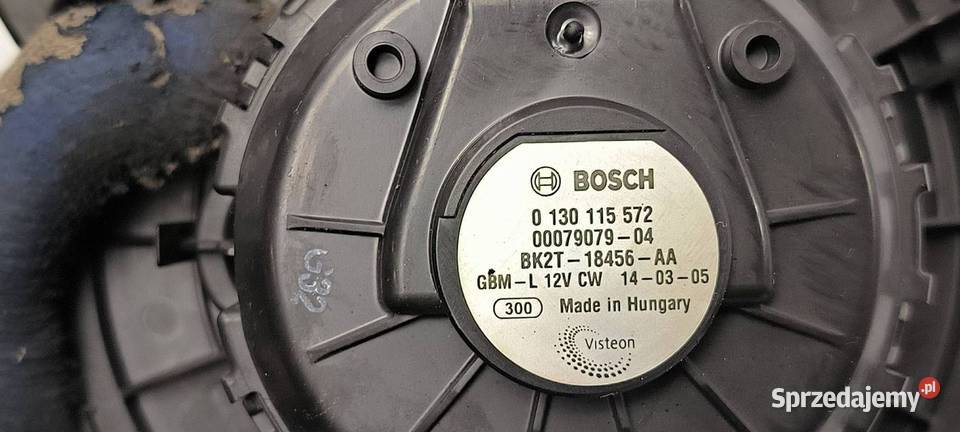 BOSCH
0 130 115 572
00079079-04
BK2T-18456-AA
GBM-L 12V CW 14-03-05
300 Made in Hungary
Visteon
Sprzedajemy.pl